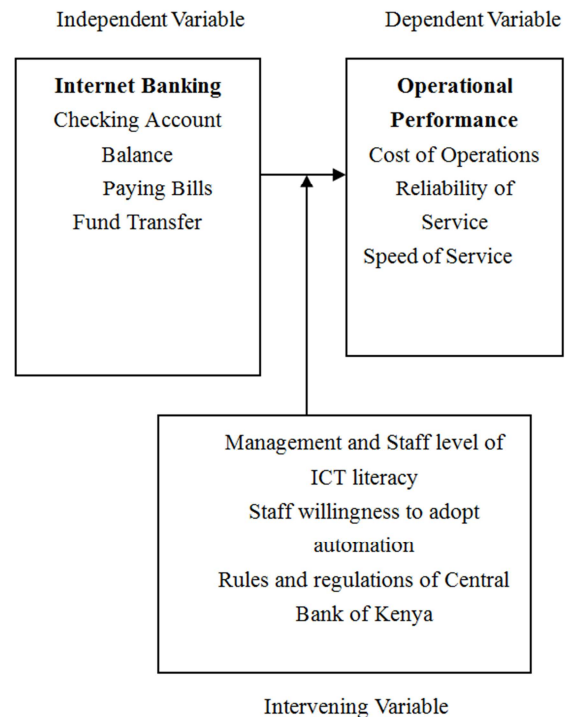 Independent Variable
Dependent Variable
Internet Banking
Checking Account
Balance
Paying Bills
Fund Transfer
Operational
Performance
Cost of Operations
Reliability of
Service
Speed of Service
Management and Staff level of
ICT literacy
Staff willingness to adopt
automation
Rules and regulations of Central
Bank of Kenya
Intervening Variable